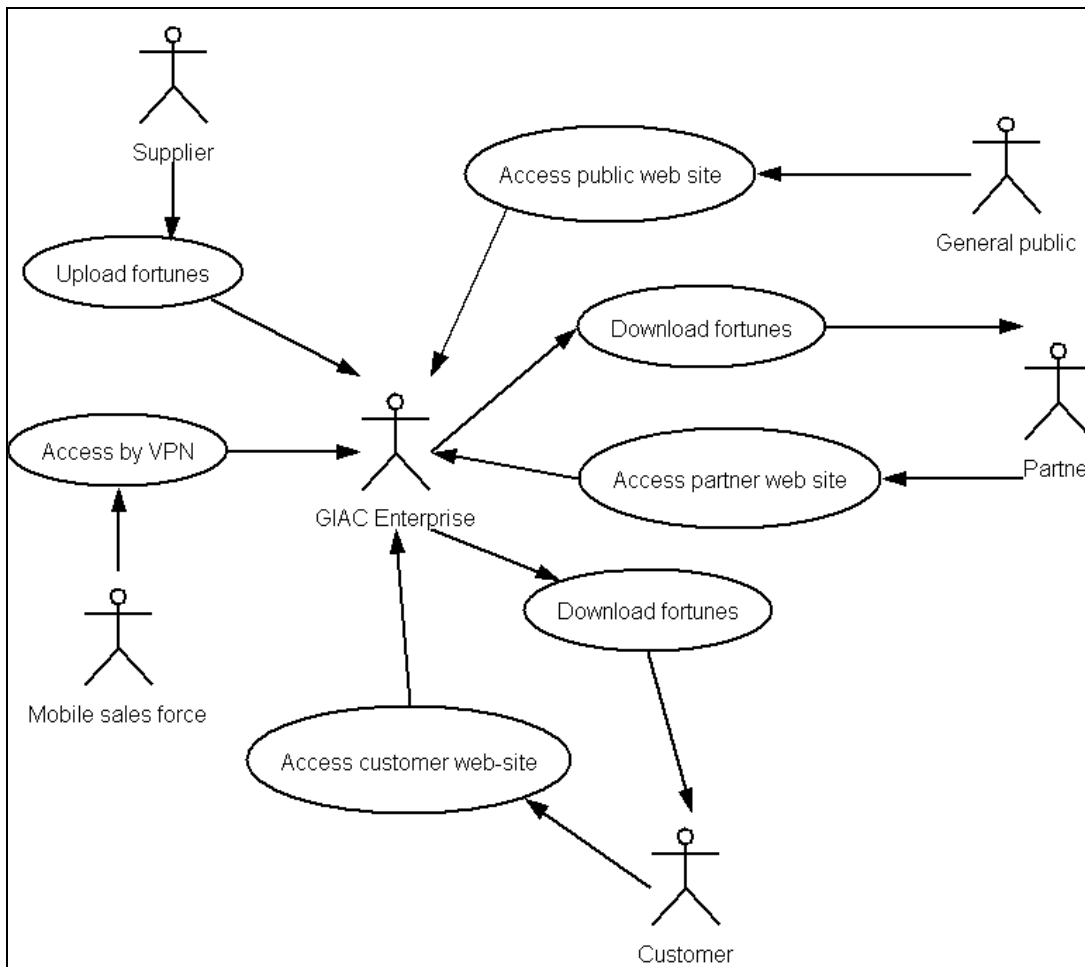 Supplier
Access public web site
General public
Upload fortunes
Download fortunes
Access by VPN
Partner
Access partner web site
GIAC Enterprise
Download fortunes
Mobile sales force
Access customer web-site
Customer